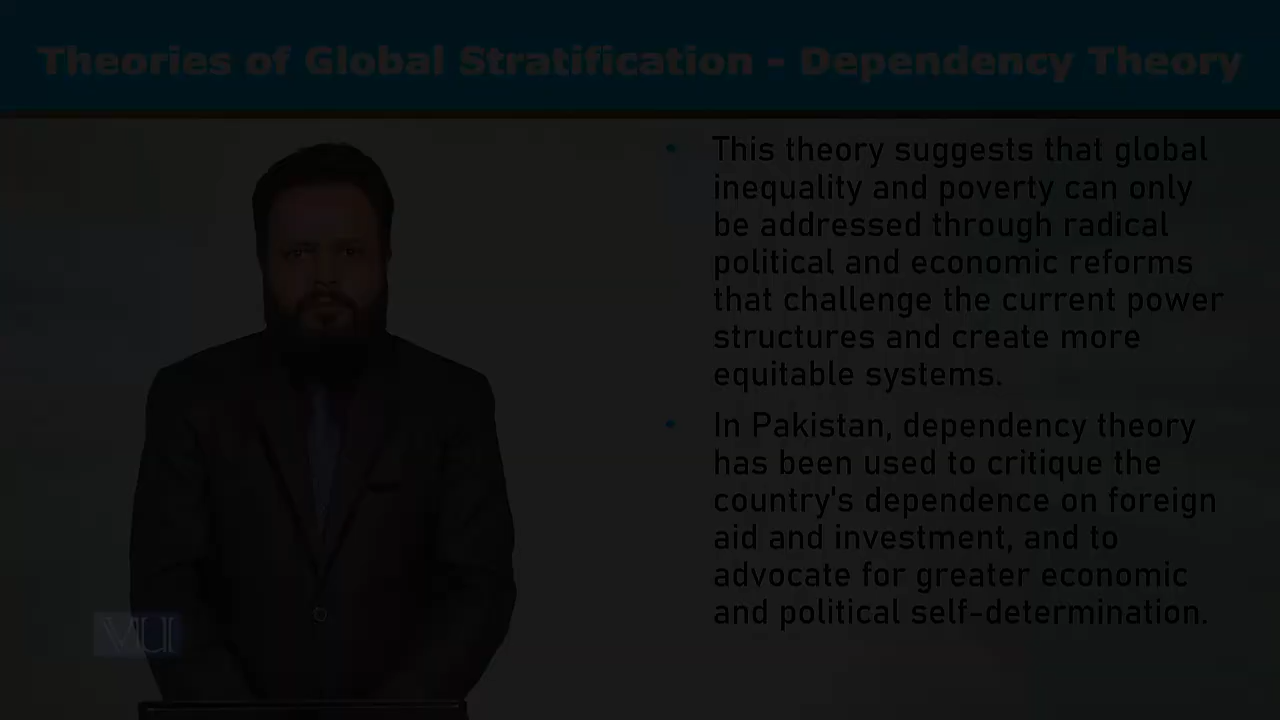 Theories of Global Stratification - Dependency Theory
• This theory suggests that global
inequality and poverty can only
be addressed through radical
political and economic reforms
that challenge the current power
structures and create more
equitable systems.
• In Pakistan, dependency theory
has been used to critique the
country's dependence on foreign
aid and investment, and to
advocate for greater economic
and political self-determination.
VU